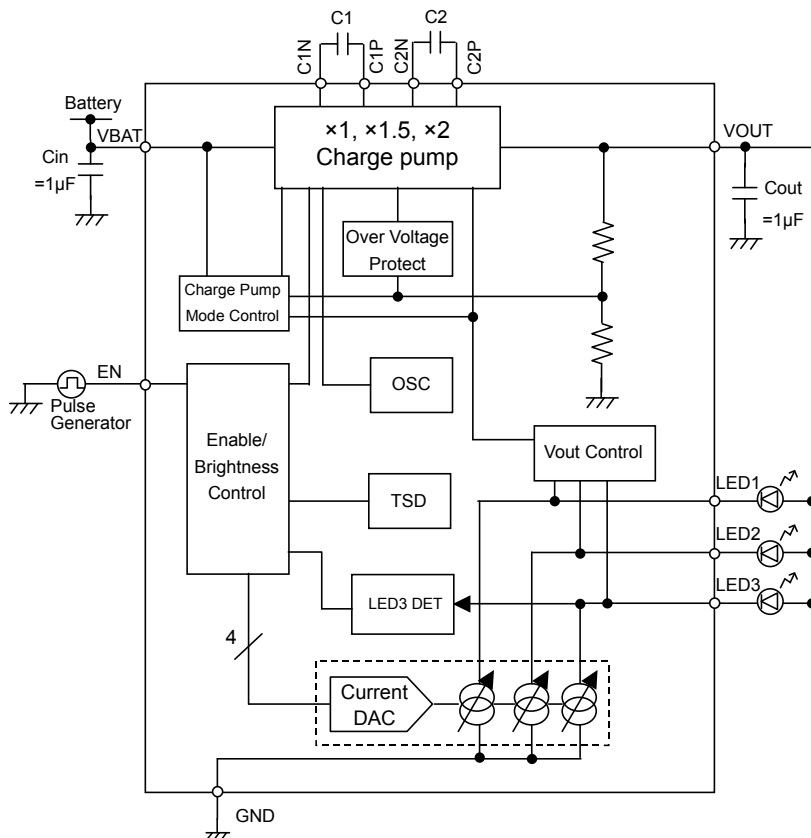 C1
C2
C1N
C1P
C2N
C2P
Battery
VBAT
Cin
=1μF
×1, ×1.5, ×2
Charge pump
VOUT
Cout
=1μF
Over Voltage
Protect
Charge Pump
Mode Control
EN
Pulse
Generator
OSC
Enable/
Brightness
Control
Vout Control
TSD
LED1
LED2
LED3
LED3 DET
4
Current
DAC
GND